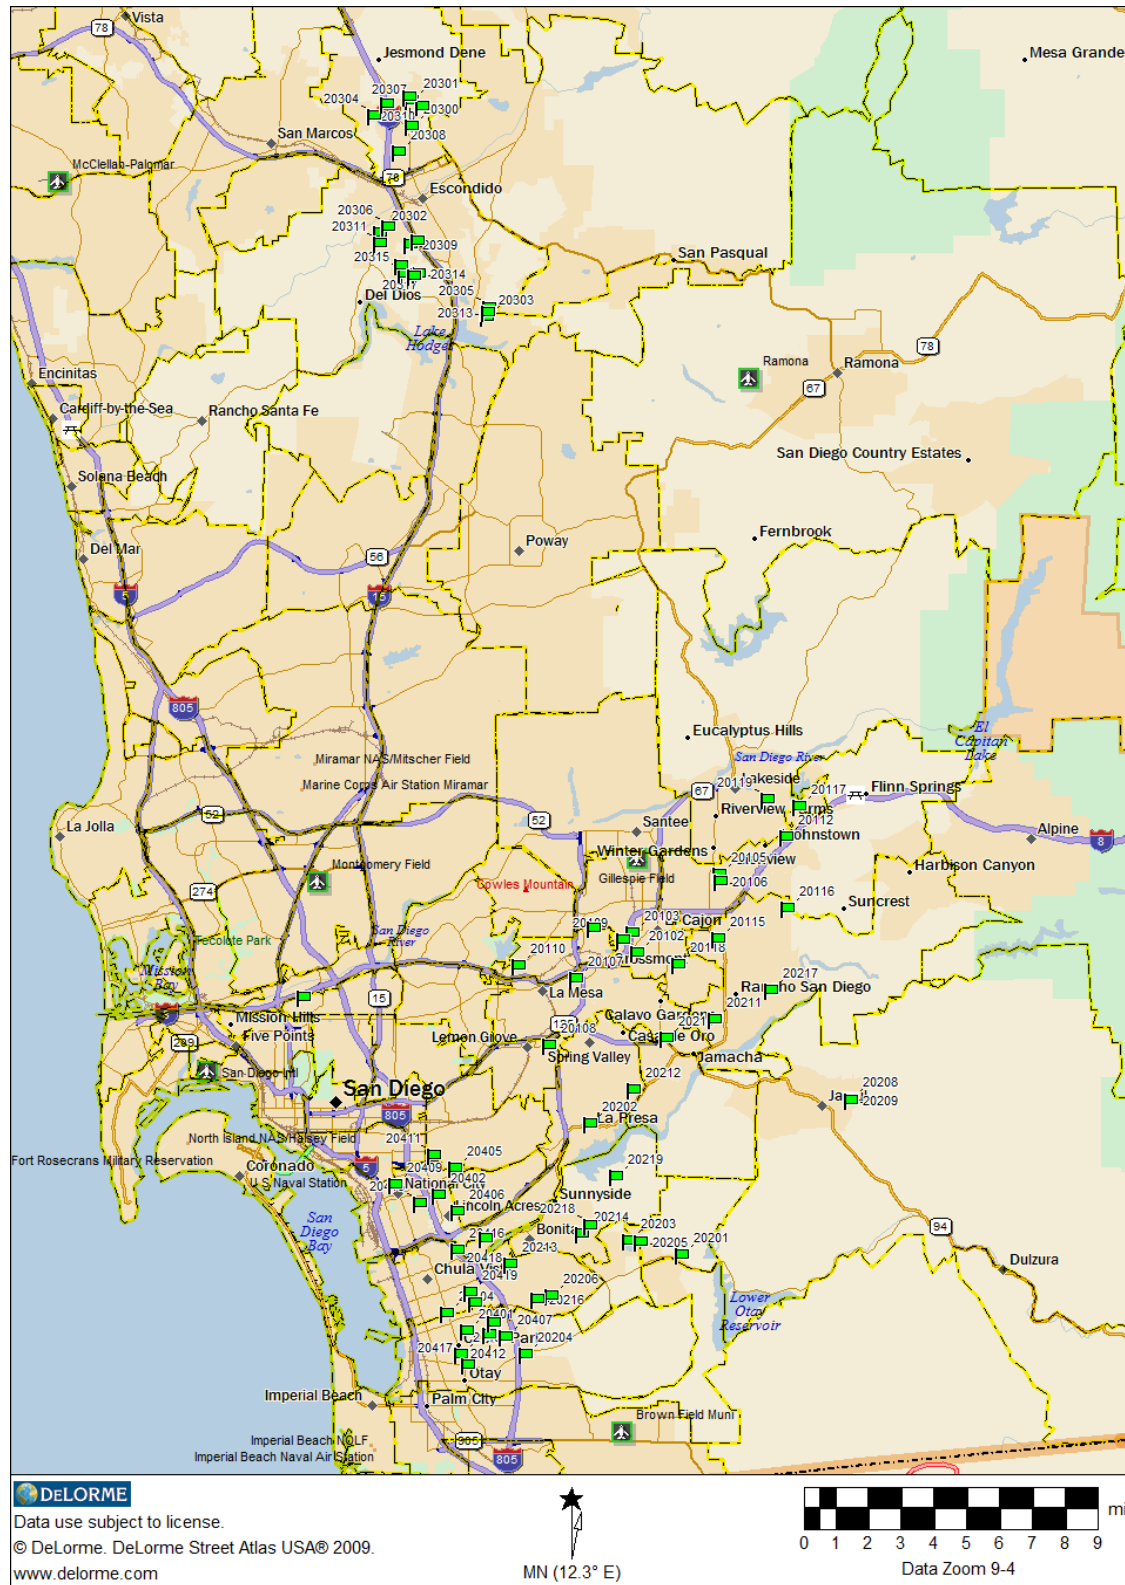 Vista
78
Jesmond Dene
Mesa Grande
20307
20301
20304
20300
20310
20308
San Marcos
McClellan-Palomar
78
Escondido
20306
20302
20311
20309
San Pasqual
20315
20314
20305
20303
20317
Del Dios
20313
Lake
Hodge
78
Ramona
Ramona
67
Encinitas
Cardiff-by-the-Sea
Rancho Santa Fe
San Diego Country Estates
Solana Beach
Fernbrook
Poway
Del Mar
56
5
15
805
Eucalyptus Hills
El
Capitan
Lake
San Diego River
Miramar NAS/Mitscher Field
Marine Corps Air Station Miramar
Lakeside
20119
20117
Flinn Springs
67
52
52
Riverview
20112
Santee
La Jolla
Johnstown
Alpine
8
Winter Gardens
Montgomery Field
20105
Harbison Canyon
Gillespie Field
Cowles Mountain
20106
274
20116
Suncrest
20109
20103
Cajon
20115
Tecolote Park
San Diego
River
20102
20118
20110
20107
Mission
Bay
La Mesa
20217
Rancho San Diego
15
20211
Mission Hills
Calavo Gardens
Five Points
20108
Lemon Grove
Spring Valley
Jamacha
San Diego Intl
20212
20208
San Diego
20209
805
20202
La Presa
North Island NAS/Halsey Field
20411
20405
Fort Rosecrans Military Reservation
Coronado
5
20409
U S Naval Station
20402
National City
20219
Sunnyside
20406
Lincoln Acres
20218
San
Diego
Bay
20214
Bonita
20203
94
20205
20201
20213
20418
Dulzura
Chula Vista
20419
20206
20216
Lower
Otay
Reservoir
20401
20407
20204
20417
20412
Otay
Imperial Beach
Palm City
Brown Field Muni
Imperial Beach NOLF
905
Imperial Beach Naval Air Station
805
DELORME
Data use subject to license.
© DeLorme. DeLorme Street Atlas USA® 2009.
www.delorme.com
MN (12.3° E)
mi
0 1 2 3 4 5 6 7 8 9
Data Zoom 9-4